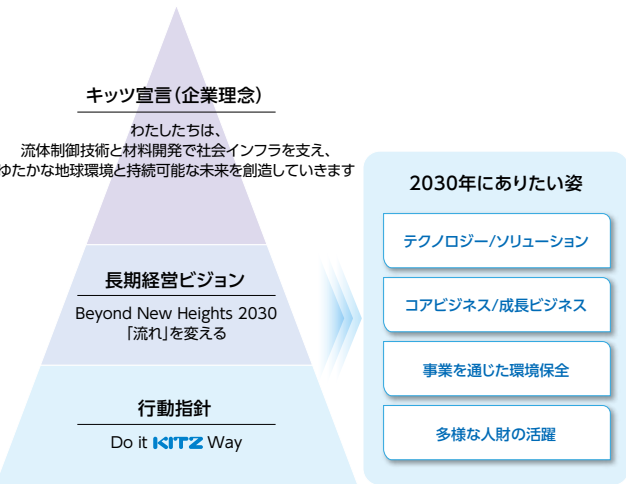 キッツ宣言(企業理念)
わたしたちは、
流体制御技術と材料開発で社会インフラを支え、
ゆたかな地球環境と持続可能な未来を創造していきます
長期経営ビジョン
Beyond New Heights 2030
「流れ」を変える
行動指針
Do it KITZ Way
2030年にありたい姿
テクノロジー/ソリューション
コアビジネス/成長ビジネス
事業を通じた環境保全
多様な人財の活躍